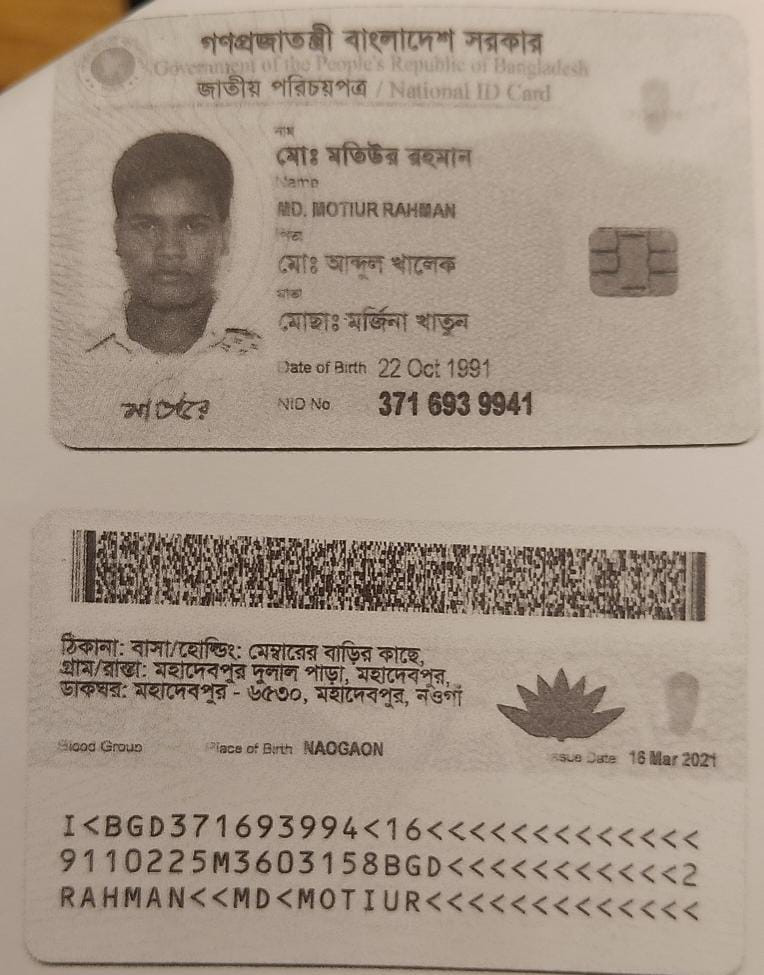 গণপ্রজাতন্ত্রী বাংলাদেশ সরকার
Government of the People's Republic of Bangladesh
জাতীয় পরিচয়পত্র / National ID Card
নাম
মোঃ মতিউর রহমান
Name
MD. MOTIUR RAHMAN
পিতা
মোঃ আব্দুল খালেক
মাতা
মোছাঃ মর্জিনা খাতুন
Date of Birth 22 Oct 1991
NID No 371 693 9941
ঠিকানা: বাসা/হোল্ডিং: মেম্বারের বাড়ির কাছে,
গ্রাম/রাস্তা: মহাদেবপুর দুলাল পাড়া, মহাদেবপুর,
ডাকঘর: মহাদেবপুর - ৬৫৩০, মহাদেবপুর, নওগাঁ
Blood Group Place of Birth NAOGAON Issue Date 16 Mar 2021
I<BGD371693994<16<<<<<<<<<<<<<
9110225M3603158BGD<<<<<<<<<<<2
RAHMAN<<MD<MOTIUR<<<<<<<<<<<<<